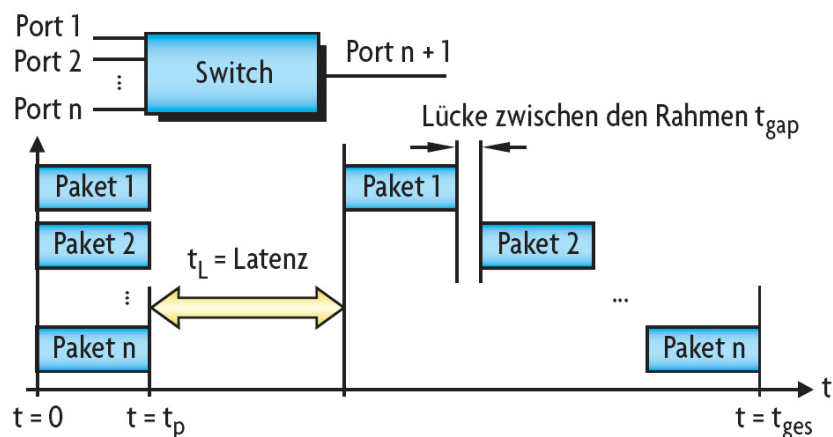 Port 1
Port 2
⋮
Port n
Switch
Port n + 1
Lücke zwischen den Rahmen t_gap
Paket 1
Paket 1
Paket 2
Paket 2
t_L = Latenz
⋮
...
Paket n
Paket n
t
t = 0
t = t_p
t = t_ges